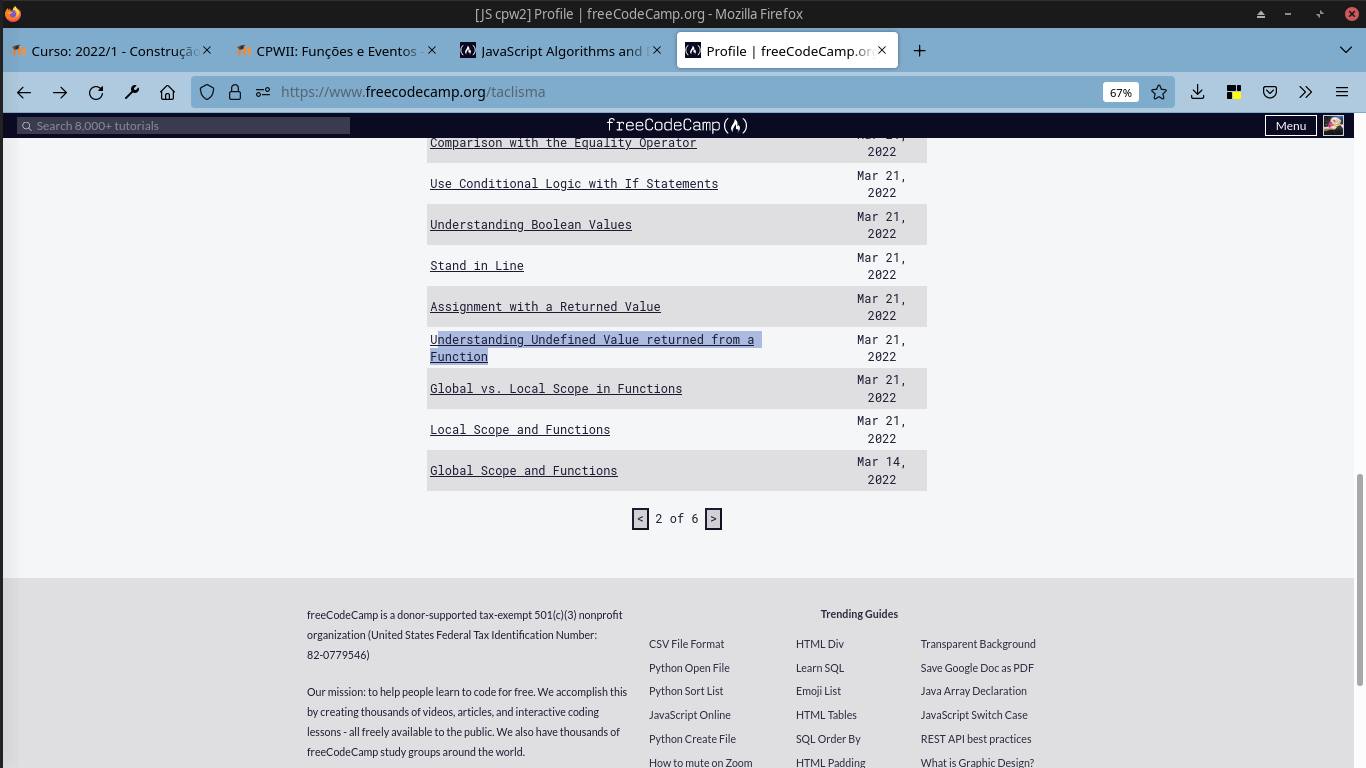 [JS cpw2] Profile | freeCodeCamp.org - Mozilla Firefox
Curso: 2022/1 - Construção
CPWII: Funções e Eventos -
JavaScript Algorithms and
Profile | freeCodeCamp.or
https://www.freecodecamp.org/taclisma
67%
Search 8,000+ tutorials
freeCodeCamp
Menu
Comparison with the Equality Operator
2022
Use Conditional Logic with If Statements
Mar 21,
2022
Understanding Boolean Values
Mar 21,
2022
Stand in Line
Mar 21,
2022
Assignment with a Returned Value
Mar 21,
2022
Understanding Undefined Value returned from a
Function
Mar 21,
2022
Global vs. Local Scope in Functions
Mar 21,
2022
Local Scope and Functions
Mar 21,
2022
Global Scope and Functions
Mar 14,
2022
< 2 of 6 >
freeCodeCamp is a donor-supported tax-exempt 501(c)(3) nonprofit
organization (United States Federal Tax Identification Number:
82-0779546)
Our mission: to help people learn to code for free. We accomplish this
by creating thousands of videos, articles, and interactive coding
lessons - all freely available to the public. We also have thousands of
freeCodeCamp study groups around the world.
Trending Guides
CSV File Format
Python Open File
Python Sort List
JavaScript Online
Python Create File
How to mute on Zoom
HTML Div
Learn SQL
Emoji List
HTML Tables
SQL Order By
HTML Padding
Transparent Background
Save Google Doc as PDF
Java Array Declaration
JavaScript Switch Case
REST API best practices
What is Graphic Design?